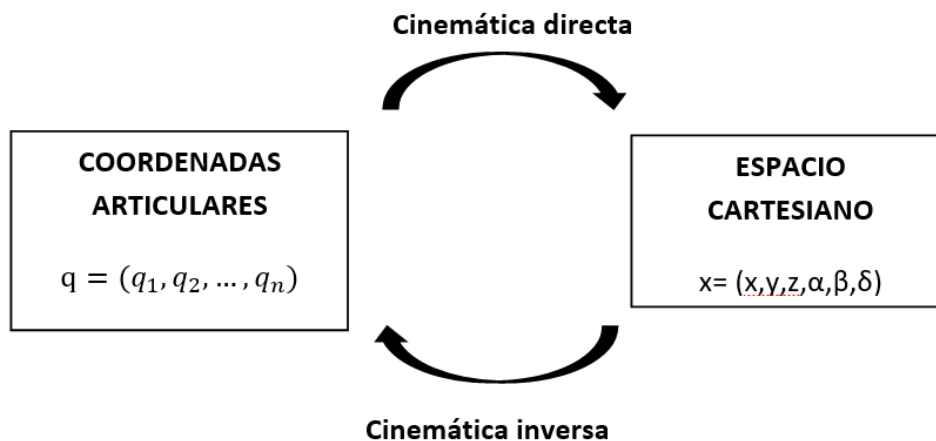 Cinemática directa
COORDENADAS
ARTICULARES
q = (q₁, q₂, … , qₙ)
ESPACIO
CARTESIANO
x= (x,y,z,α,β,δ)
Cinemática inversa